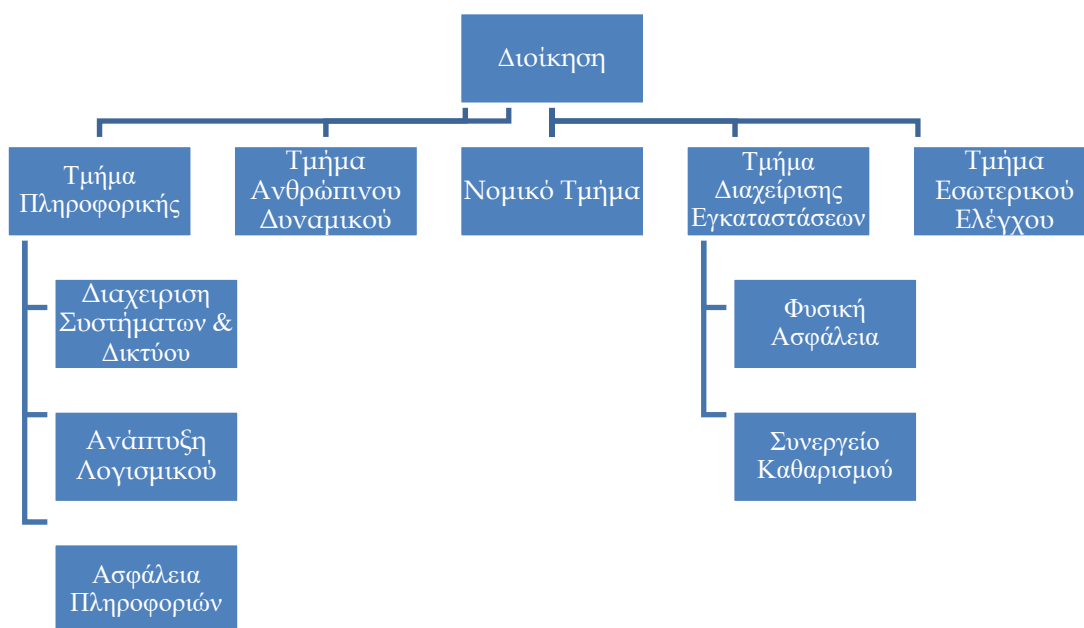 Διοίκηση
Τμήμα
Πληροφορικής
Τμήμα
Ανθρώπινου
Δυναμικού
Νομικό Τμήμα
Τμήμα
Διαχείρισης
Εγκαταστάσεων
Τμήμα
Εσωτερικού
Ελέγχου
Διαχειριση
Συστήματων &
Δικτύου
Ανάπτυξη
Λογισμικού
Ασφάλεια
Πληροφοριών
Φυσική
Ασφάλεια
Συνεργείο
Καθαρισμού